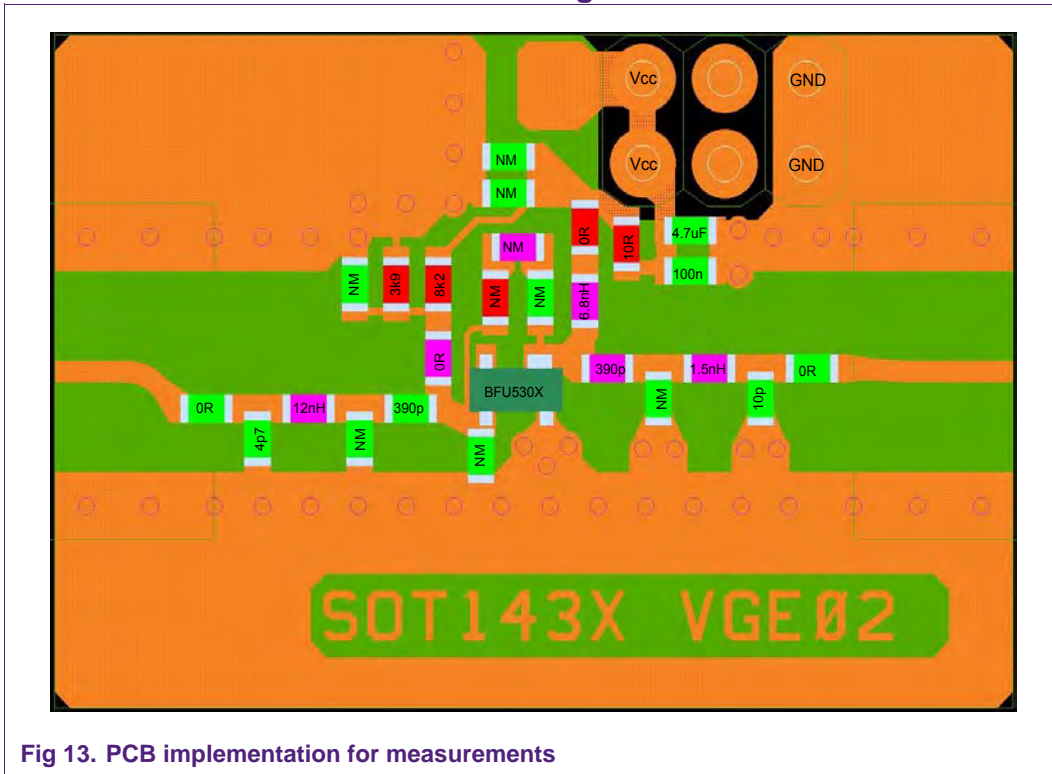 Vcc
GND
Vcc
GND
NM
NM
0R
10R
4.7uF
NM
100n
NM
3k9
8k2
NM
NM
6.8nH
0R
390p
1.5nH
0R
BFU530X
0R
12nH
390p
NM
10p
4p7
NM
NM
SOT143X VGE02
Fig 13. PCB implementation for measurements